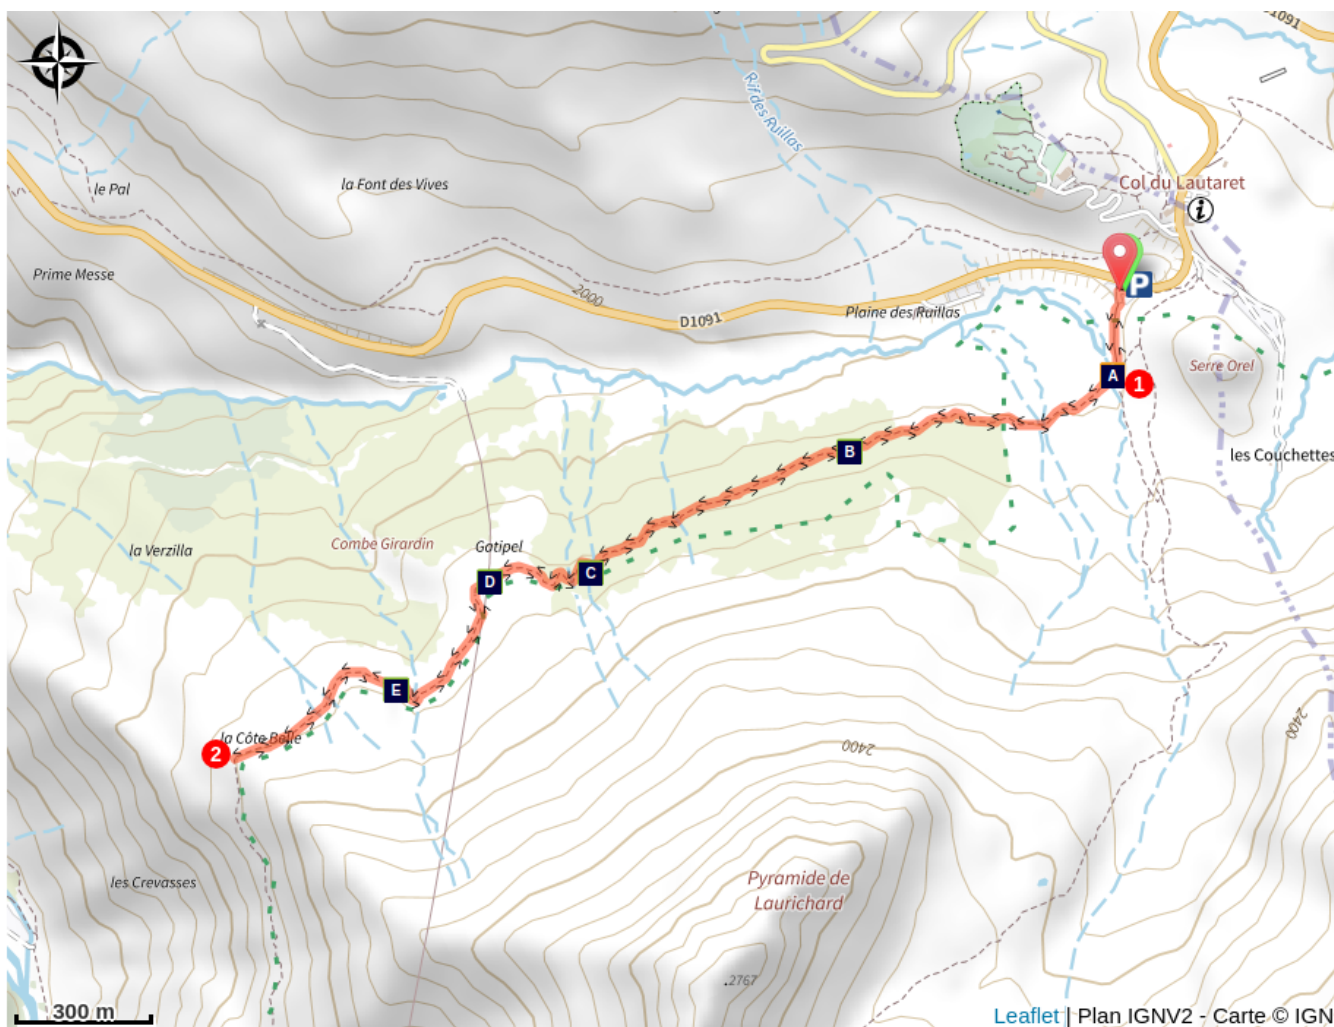 D1091
Rif des Ruillas
le Pal
la Font des Vives
Col du Lautaret
i
Prime Messe
2000
P
D1091
Plaine des Ruillas
Serre Orel
A
1
B
les Couchettes
la Verzilla
Combe Girardin
Gatipel
C
D
E
la Côte Belle
2
2400
2400
les Crevasses
Pyramide de
Laurichard
.2767
300 m
Leaflet | Plan IGNV2 - Carte © IGN